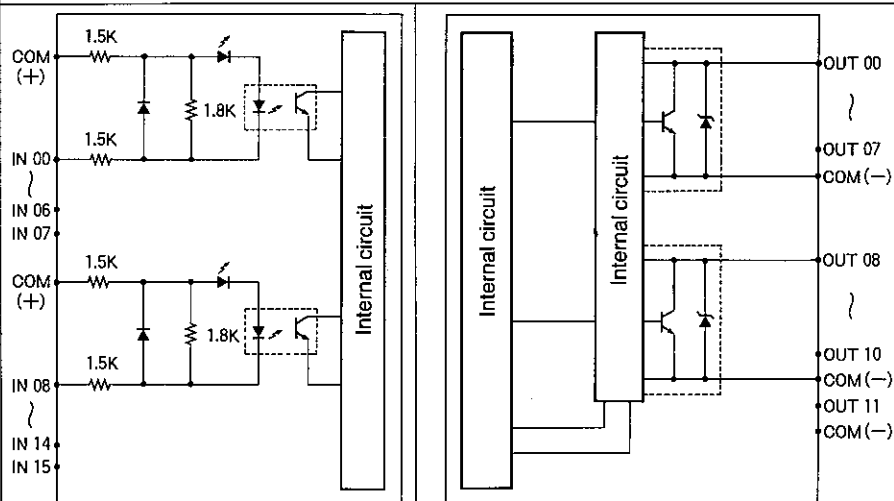 1.5K
COM
(+)
1.8K
1.5K
IN 00
IN 06
IN 07
1.5K
COM
(+)
1.8K
1.5K
IN 08
IN 14
IN 15
Internal circuit
Internal circuit
Internal circuit
OUT 00
OUT 07
COM(−)
OUT 08
OUT 10
COM(−)
OUT 11
COM(−)